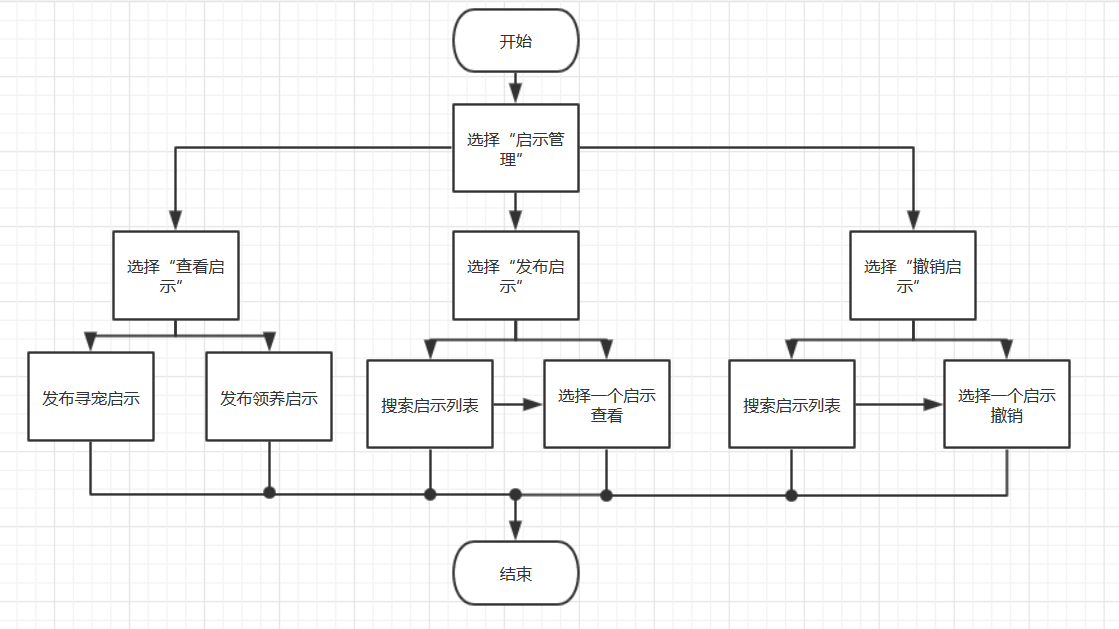 开始
选择“启示管
理”
选择“查看启
示”
选择“发布启
示”
选择“撤销启
示”
发布寻宠启示
发布领养启示
搜索启示列表
选择一个启示
查看
搜索启示列表
选择一个启示
撤销
结束